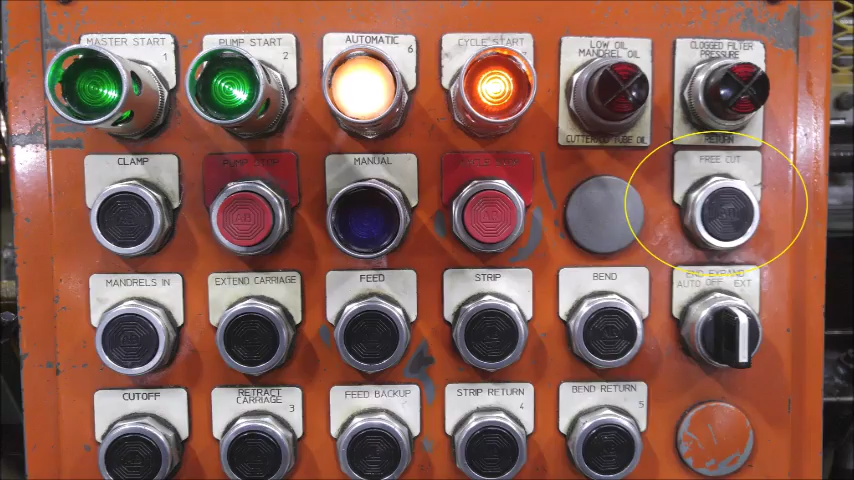 MASTER START
1
PUMP START
2
AUTOMATIC
6
CYCLE START
LOW OIL
MANDREL OIL
CUTTER TUBE OIL
CLOGGED FILTER
PRESSURE
RETURN
CLAMP
PUMP STOP
MANUAL
FREE CUT
MANDRELS IN
EXTEND CARRIAGE
FEED
STRIP
BEND
END EXPAND
AUTO OFF EXT
CUTOFF
RETRACT
CARRIAGE 3
FEED BACKUP
STRIP RETURN
4
BEND RETURN
5